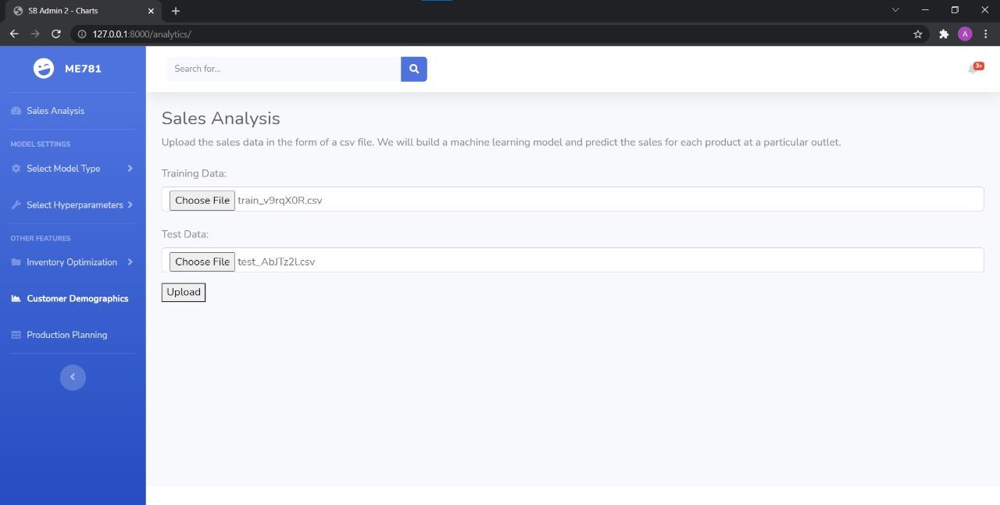 SB Admin 2 - Charts
127.0.0.1:8000/analytics/
A
ME781
Search for...
3+
Sales Analysis
MODEL SETTINGS
Select Model Type
Select Hyperparameters
OTHER FEATURES
Inventory Optimization
Customer Demographics
Production Planning
Sales Analysis
Upload the sales data in the form of a csv file. We will build a machine learning model and predict the sales for each product at a particular outlet.
Training Data:
Choose File train_v9rqX0R.csv
Test Data:
Choose File test_AbJTz2l.csv
Upload